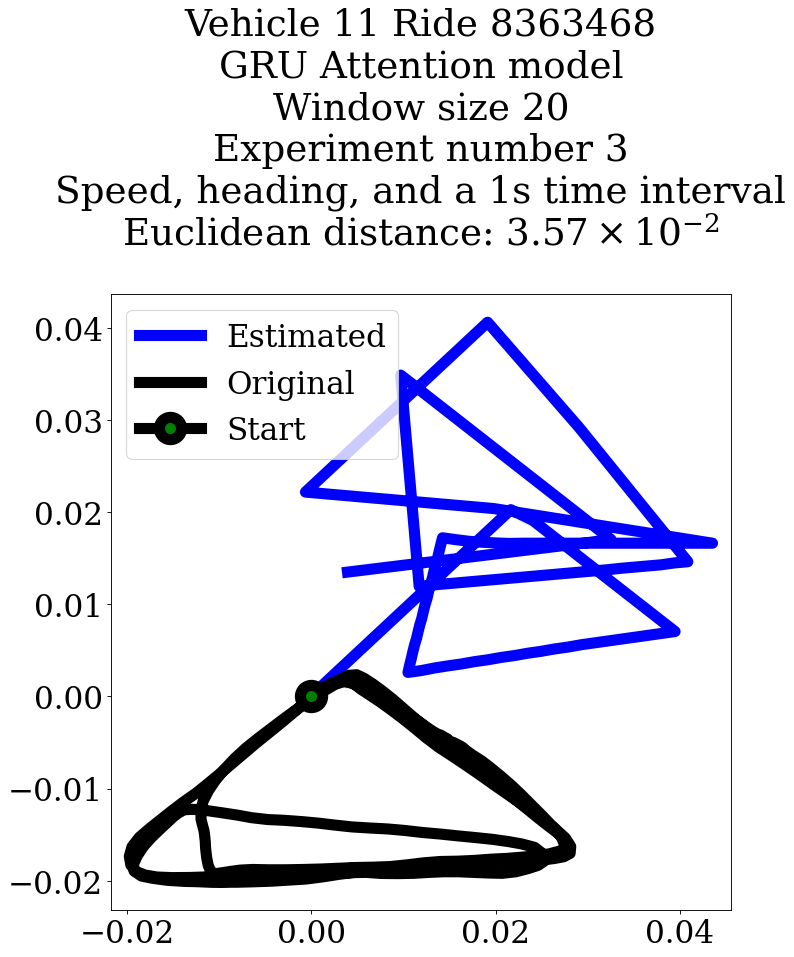 Vehicle 11 Ride 8363468
GRU Attention model
Window size 20
Experiment number 3
Speed, heading, and a 1s time interval
Euclidean distance: 3.57 × 10⁻²
Estimated
Original
Start
0.04
0.03
0.02
0.01
0.00
−0.01
−0.02
−0.02 0.00 0.02 0.04